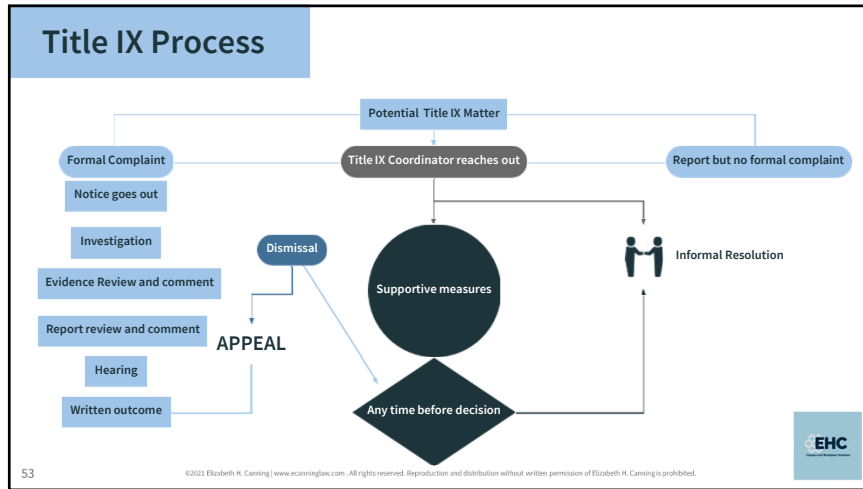 Title IX Process
Potential Title IX Matter
Formal Complaint
Title IX Coordinator reaches out
Report but no formal complaint
Notice goes out
Investigation
Dismissal
Evidence Review and comment
Supportive measures
Informal Resolution
Report review and comment
APPEAL
Hearing
Written outcome
Any time before decision
EHC
53
©2021 Elizabeth H. Canning | www.ecanninglaw.com . All rights reserved. Reproduction and distribution without written permission of Elizabeth H. Canning is prohibited.